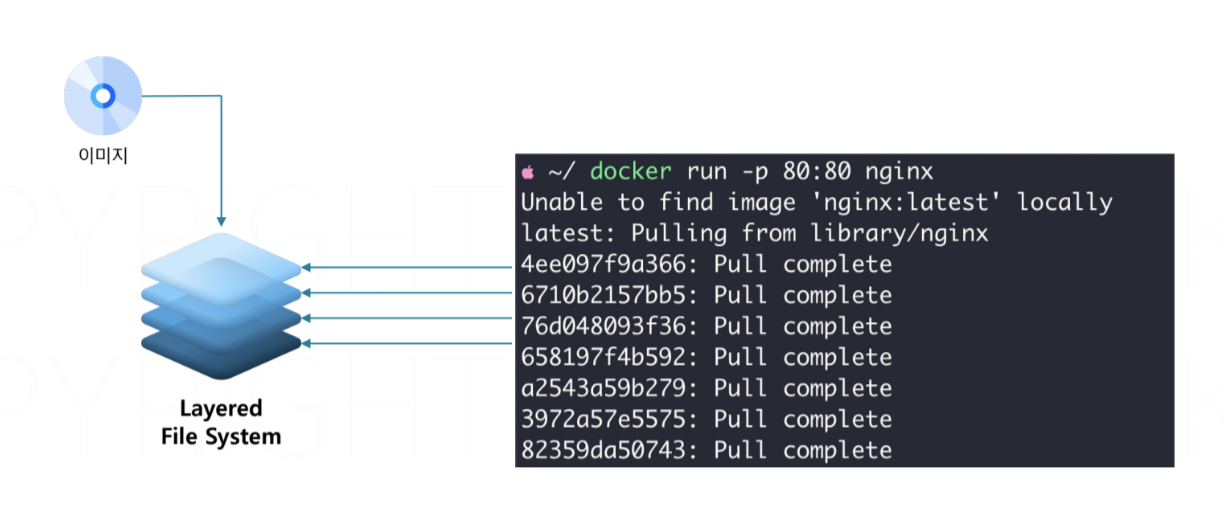 이미지
Layered
File System
~/ docker run -p 80:80 nginx
Unable to find image 'nginx:latest' locally
latest: Pulling from library/nginx
4ee097f9a366: Pull complete
6710b2157bb5: Pull complete
76d048093f36: Pull complete
658197f4b592: Pull complete
a2543a59b279: Pull complete
3972a57e5575: Pull complete
82359da50743: Pull complete